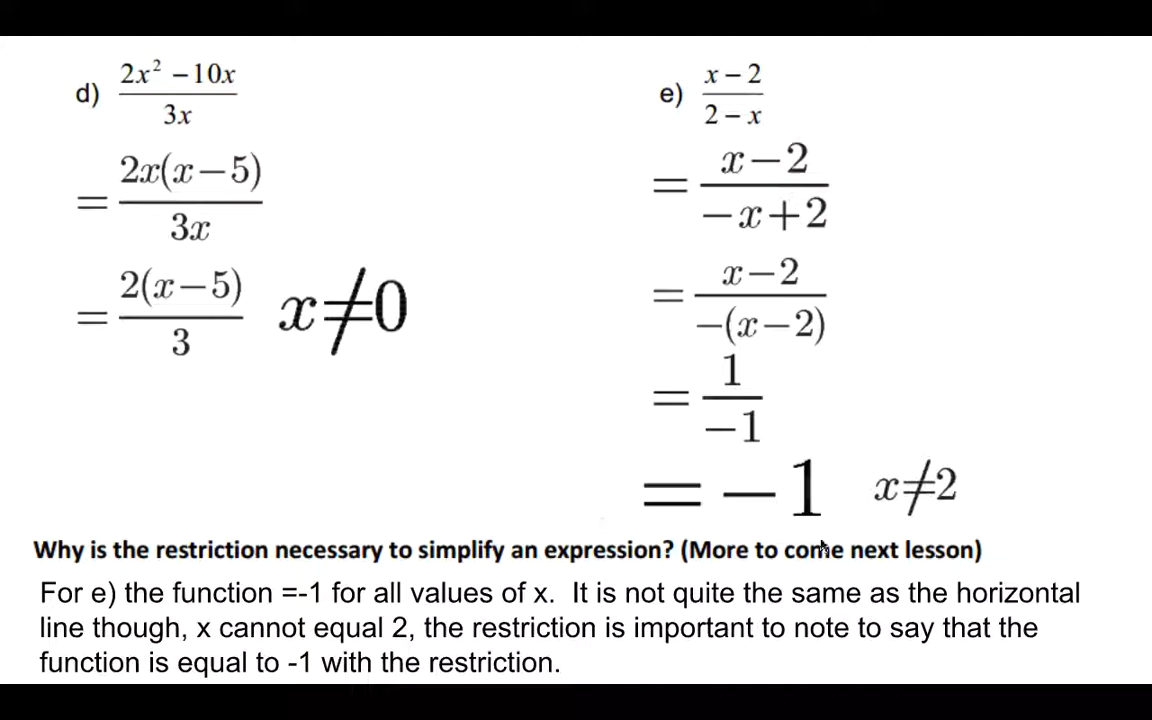 d) (2x² – 10x)/(3x)
= (2x(x–5))/(3x)
= (2(x–5))/3 x≠0
e) (x – 2)/(2 – x)
= (x–2)/(–x+2)
= (x–2)/(–(x–2))
= 1/(–1)
= –1 x≠2
Why is the restriction necessary to simplify an expression? (More to come next lesson)
For e) the function =-1 for all values of x. It is not quite the same as the horizontal
line though, x cannot equal 2, the restriction is important to note to say that the
function is equal to -1 with the restriction.